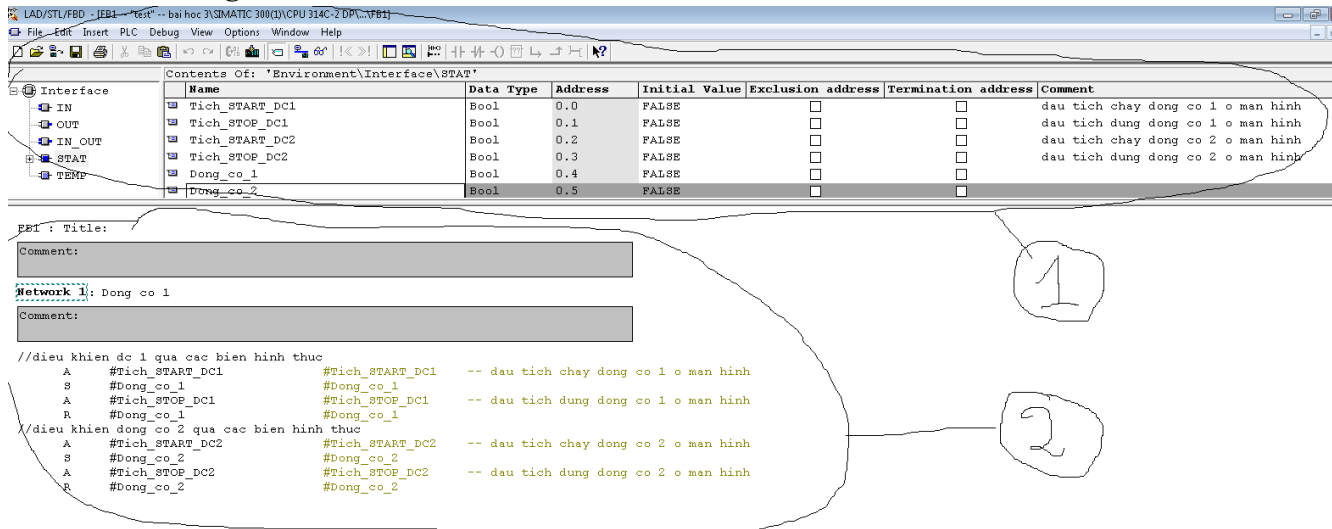 LAD/STL/FBD - [FB1 -- "test" -- bai hoc 3\SIMATIC 300(1)\CPU 314C-2 DP\...\FB1]
File Edit Insert PLC Debug View Options Window Help
Contents Of: 'Environment\Interface\STAT'
Interface
IN
OUT
IN_OUT
STAT
TEMP
Name Data Type Address Initial Value Exclusion address Termination address Comment
Tich_START_DC1 Bool 0.0 FALSE dau tich chay dong co 1 o man hinh
Tich_STOP_DC1 Bool 0.1 FALSE dau tich dung dong co 1 o man hinh
Tich_START_DC2 Bool 0.2 FALSE dau tich chay dong co 2 o man hinh
Tich_STOP_DC2 Bool 0.3 FALSE dau tich dung dong co 2 o man hinh
Dong_co_1 Bool 0.4 FALSE
Dong_co_2 Bool 0.5 FALSE
FB1 : Title:
Comment:
Network 1: Dong co 1
Comment:
//dieu khien dc 1 qua cac bien hinh thuc
A #Tich_START_DC1 #Tich_START_DC1 -- dau tich chay dong co 1 o man hinh
S #Dong_co_1 #Dong_co_1
A #Tich_STOP_DC1 #Tich_STOP_DC1 -- dau tich dung dong co 1 o man hinh
R #Dong_co_1 #Dong_co_1
//dieu khien dong co 2 qua cac bien hinh thuc
A #Tich_START_DC2 #Tich_START_DC2 -- dau tich chay dong co 2 o man hinh
S #Dong_co_2 #Dong_co_2
A #Tich_STOP_DC2 #Tich_STOP_DC2 -- dau tich dung dong co 2 o man hinh
R #Dong_co_2 #Dong_co_2
1
2